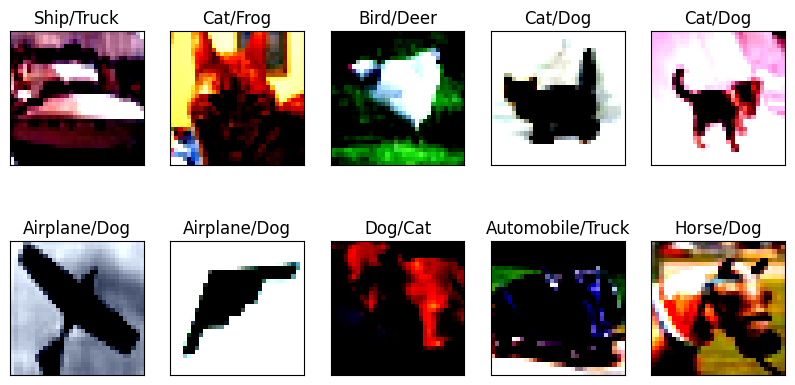 Ship/Truck
Cat/Frog
Bird/Deer
Cat/Dog
Cat/Dog
Airplane/Dog
Airplane/Dog
Dog/Cat
Automobile/Truck
Horse/Dog